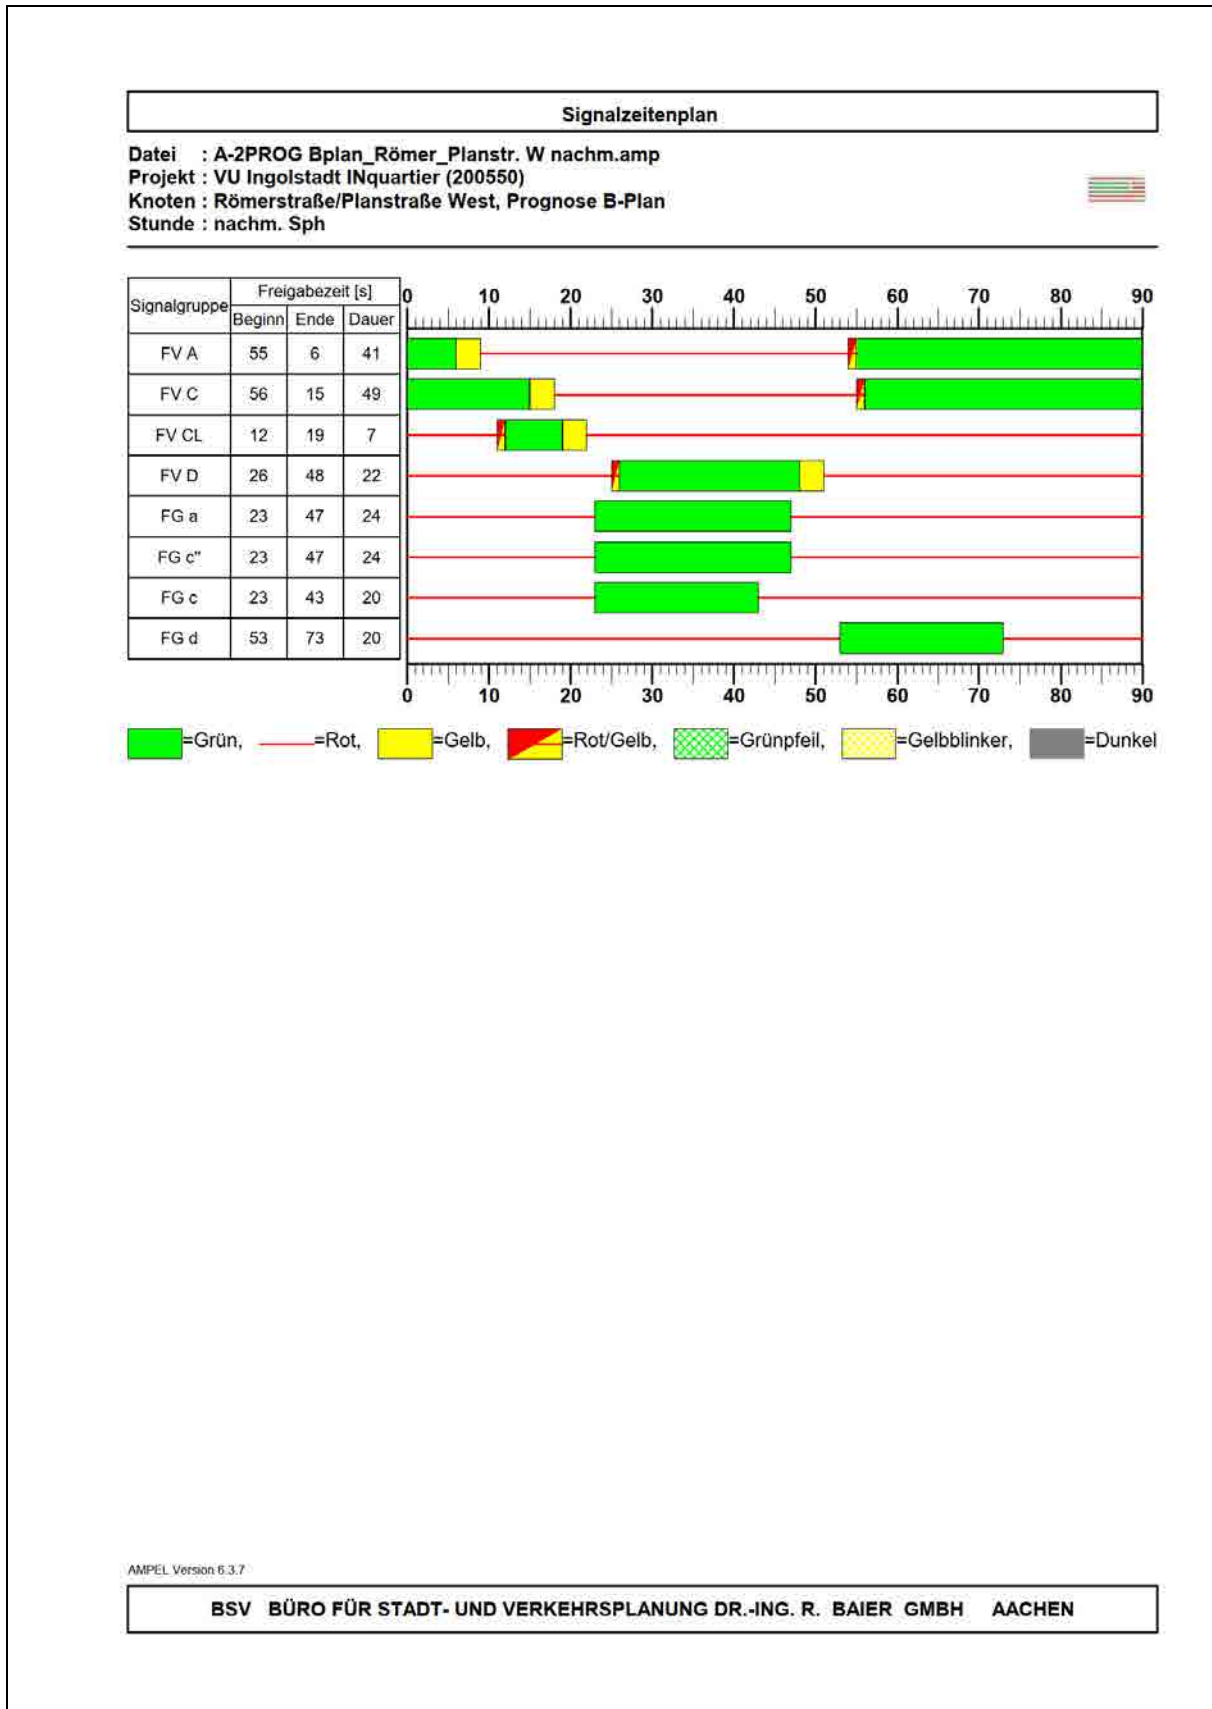 Signalzeitenplan
Datei : A-2PROG Bplan_Römer_Planstr. W nachm.amp
Projekt : VU Ingolstadt INquartier (200550)
Knoten : Römerstraße/Planstraße West, Prognose B-Plan
Stunde : nachm. Sph
Signalgruppe Freigabezeit [s]
Beginn Ende Dauer
0 10 20 30 40 50 60 70 80 90
FV A 55 6 41
FV C 56 15 49
FV CL 12 19 7
FV D 26 48 22
FG a 23 47 24
FG c" 23 47 24
FG c 23 43 20
FG d 53 73 20
0 10 20 30 40 50 60 70 80 90
=Grün, =Rot, =Gelb, =Rot/Gelb, =Grünpfeil, =Gelbblinker, =Dunkel
AMPEL Version 6.3.7
BSV BÜRO FÜR STADT- UND VERKEHRSPLANUNG DR.-ING. R. BAIER GMBH AACHEN